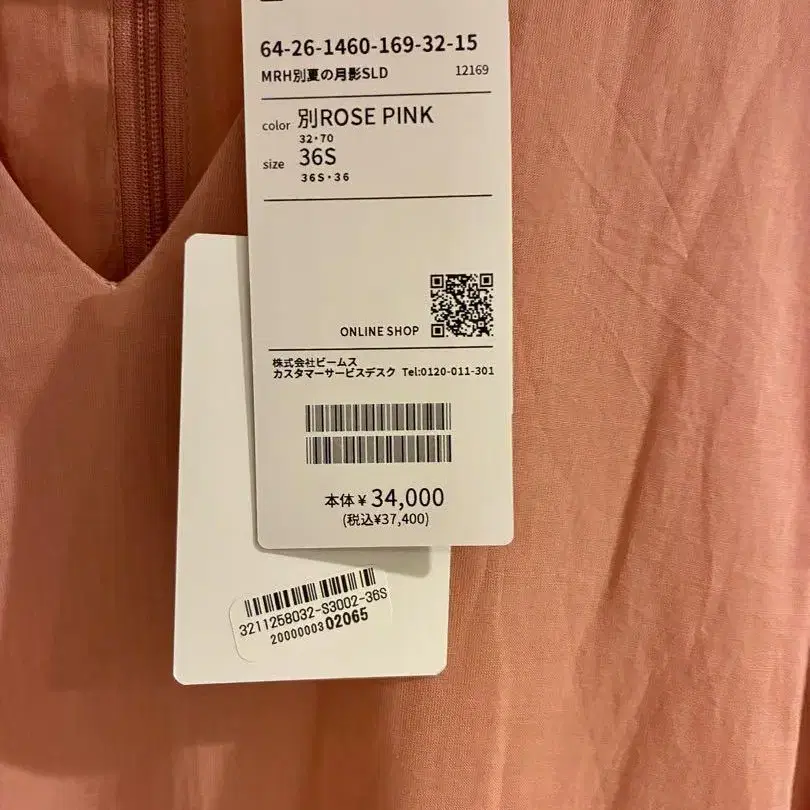 64-26-1460-169-32-15
MRH別夏の月影SLD 12169
color 別ROSE PINK
32・70
size 36S
36S・36
ONLINE SHOP
株式会社ビームス
カスタマーサービスデスク Tel:0120-011-301
本体¥34,000
(税込¥37,400)
3211258032-S3002-36S
2000000302065